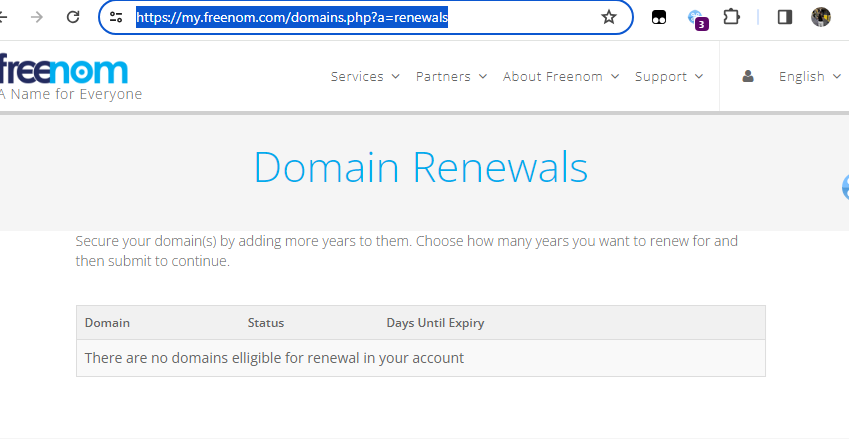 https://my.freenom.com/domains.php?a=renewals
3
freenom
A Name for Everyone
Services Partners About Freenom Support English
Domain Renewals
Secure your domain(s) by adding more years to them. Choose how many years you want to renew for and
then submit to continue.
Domain Status Days Until Expiry
There are no domains elligible for renewal in your account